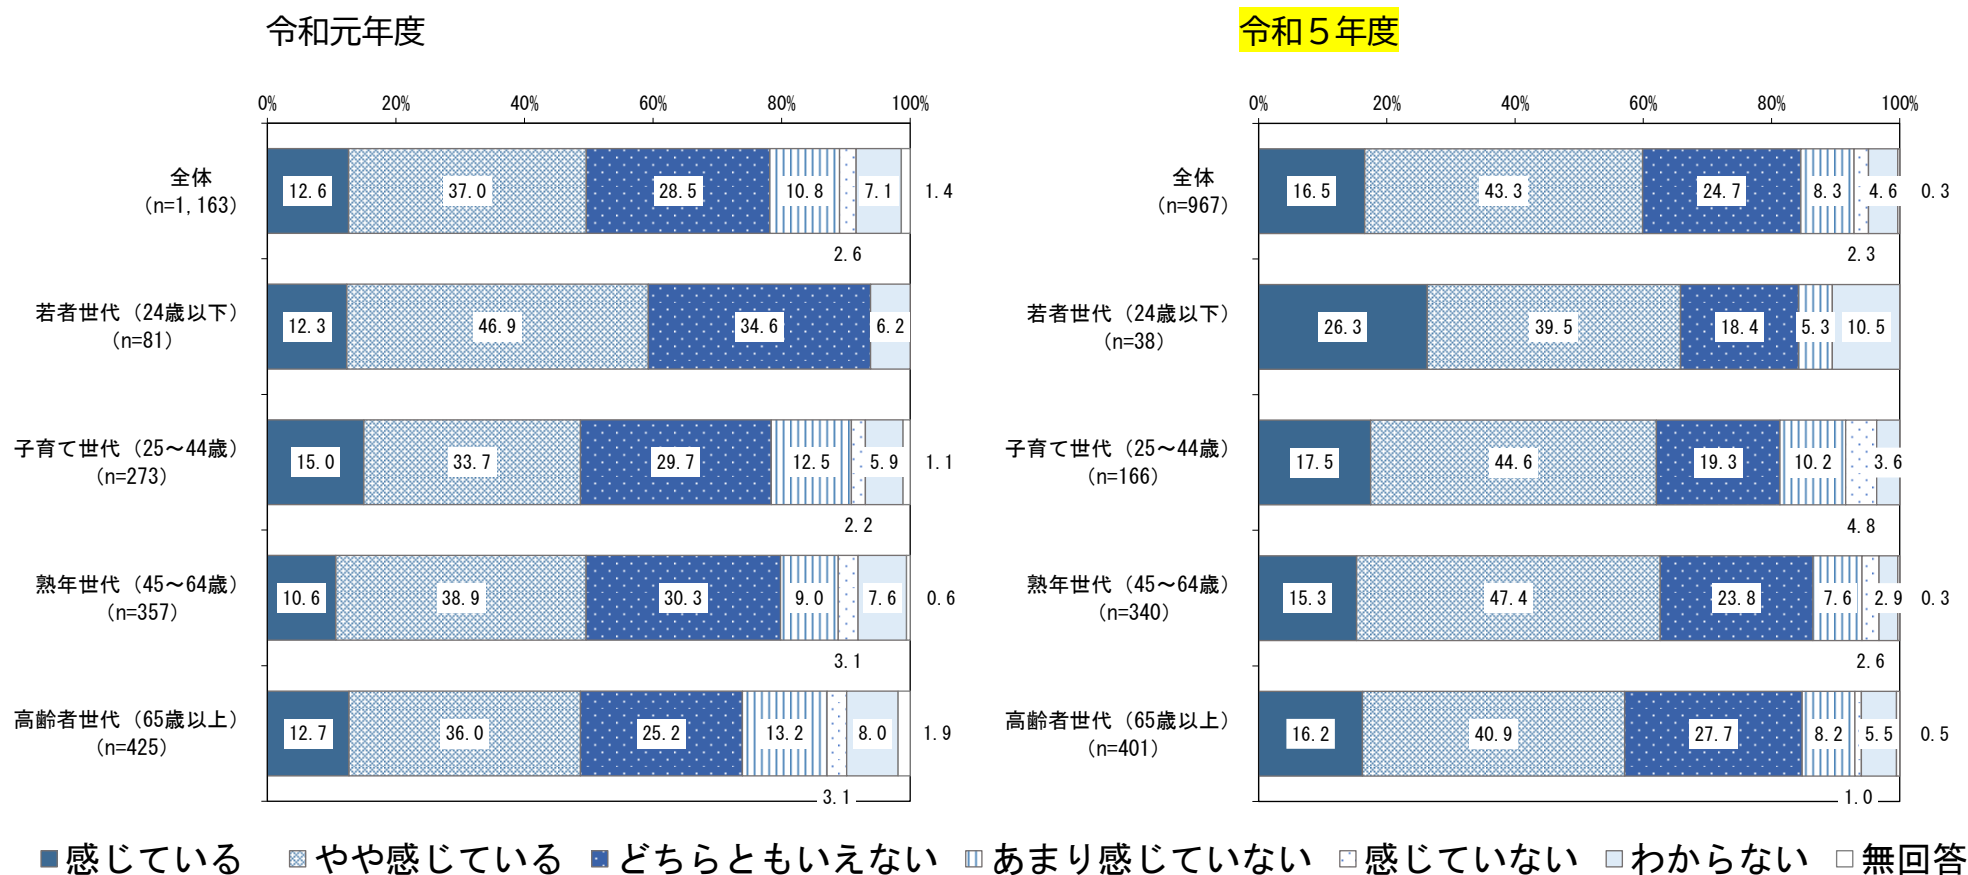 令和元年度
0% 20% 40% 60% 80% 100%
全体
(n=1,163)
12.6 37.0 28.5 10.8 7.1 1.4
2.6
若者世代（24歳以下）
(n=81)
12.3 46.9 34.6 6.2
子育て世代（25～44歳）
(n=273)
15.0 33.7 29.7 12.5 5.9 1.1
2.2
熟年世代（45～64歳）
(n=357)
10.6 38.9 30.3 9.0 7.6 0.6
3.1
高齢者世代（65歳以上）
(n=425)
12.7 36.0 25.2 13.2 8.0 1.9
3.1
令和５年度
0% 20% 40% 60% 80% 100%
全体
(n=967)
16.5 43.3 24.7 8.3 4.6 0.3
2.3
若者世代（24歳以下）
(n=38)
26.3 39.5 18.4 5.3 10.5
子育て世代（25～44歳）
(n=166)
17.5 44.6 19.3 10.2 3.6
4.8
熟年世代（45～64歳）
(n=340)
15.3 47.4 23.8 7.6 2.9 0.3
2.6
高齢者世代（65歳以上）
(n=401)
16.2 40.9 27.7 8.2 5.5 0.5
1.0
感じている やや感じている どちらともいえない あまり感じていない 感じていない わからない 無回答